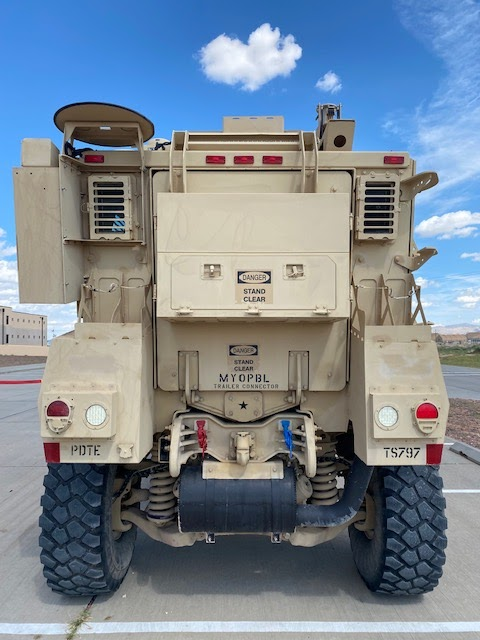 DANGER
STAND
CLEAR
DANGER
STAND
CLEAR
MYOPBL
TRAILER CONNECTOR
PDTE
TS797